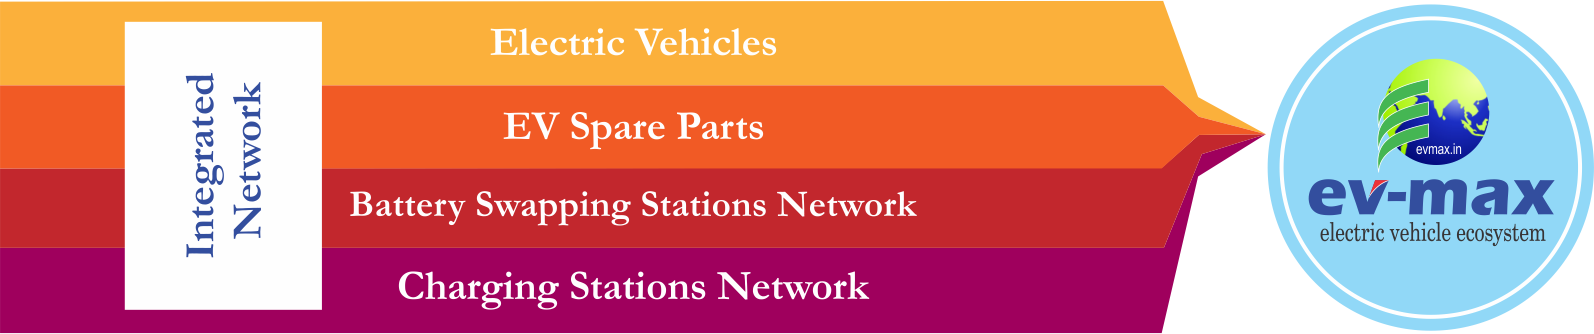 Integrated
Network
Electric Vehicles
EV Spare Parts
Battery Swapping Stations Network
Charging Stations Network
evmax.in
ev-max
electric vehicle ecosystem